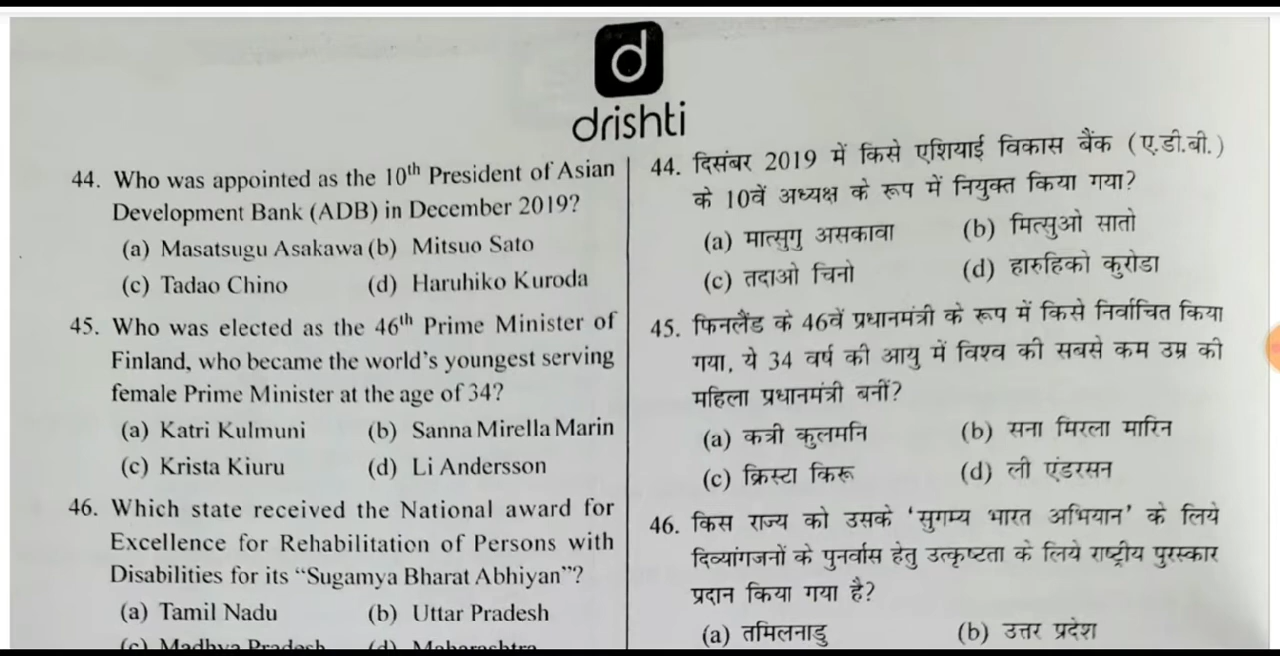 d
drishti
44. Who was appointed as the 10th President of Asian
Development Bank (ADB) in December 2019?
(a) Masatsugu Asakawa (b) Mitsuo Sato
(c) Tadao Chino (d) Haruhiko Kuroda
45. Who was elected as the 46th Prime Minister of
Finland, who became the world's youngest serving
female Prime Minister at the age of 34?
(a) Katri Kulmuni (b) Sanna Mirella Marin
(c) Krista Kiuru (d) Li Andersson
46. Which state received the National award for
Excellence for Rehabilitation of Persons with
Disabilities for its “Sugamya Bharat Abhiyan”?
(a) Tamil Nadu (b) Uttar Pradesh
(c) Madhya Pradesh (d) Maharashtra
44. दिसंबर 2019 में किसे एशियाई विकास बैंक (ए.डी.बी.)
के 10वें अध्यक्ष के रूप में नियुक्त किया गया?
(a) मात्सुगु असकावा (b) मित्सुओ सातो
(c) तदाओ चिनो (d) हारुहिको कुरोडा
45. फिनलैंड के 46वें प्रधानमंत्री के रूप में किसे निर्वाचित किया
गया, ये 34 वर्ष की आयु में विश्व की सबसे कम उम्र की
महिला प्रधानमंत्री बनीं?
(a) कत्री कुलमनि (b) सना मिरला मारिन
(c) क्रिस्टा किरू (d) ली एंडरसन
46. किस राज्य को उसके ‘सुगम्य भारत अभियान’ के लिये
दिव्यांगजनों के पुनर्वास हेतु उत्कृष्टता के लिये राष्ट्रीय पुरस्कार
प्रदान किया गया है?
(a) तमिलनाडु (b) उत्तर प्रदेश